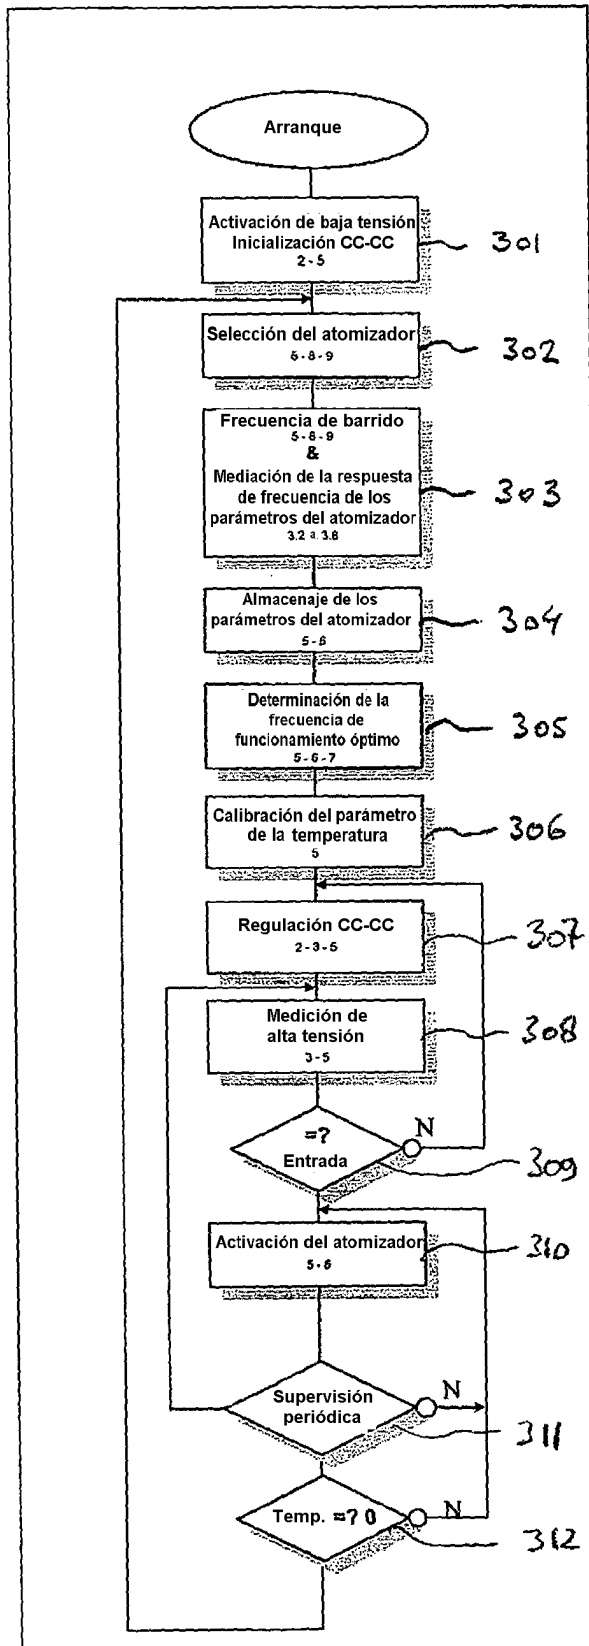 Arranque
Activación de baja tensión
Inicialización CC-CC
2 - 5
301
Selección del atomizador
5 - 8 - 9
302
Frecuencia de barrido
5 - 8 - 9
&
Mediación de la respuesta
de frecuencia de los
parámetros del atomizador
3.2 a 3.8
303
Almacenaje de los
parámetros del atomizador
5 - 6
304
Determinación de la
frecuencia de
funcionamiento óptimo
5 - 6 - 7
305
Calibración del parámetro
de la temperatura
5
306
Regulación CC-CC
2 - 3 - 5
307
Medición de
alta tensión
3 - 5
308
=?
Entrada
N
309
Activación del atomizador
5 - 6
310
Supervisión
periódica
N
311
Temp. =? 0
N
312